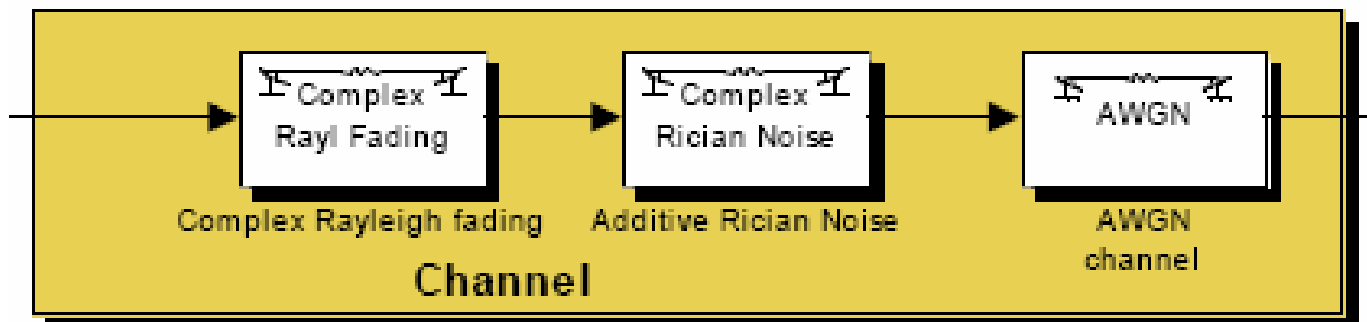 Complex
Rayl Fading
Complex
Rician Noise
AWGN
Complex Rayleigh fading
Additive Rician Noise
AWGN
channel
Channel